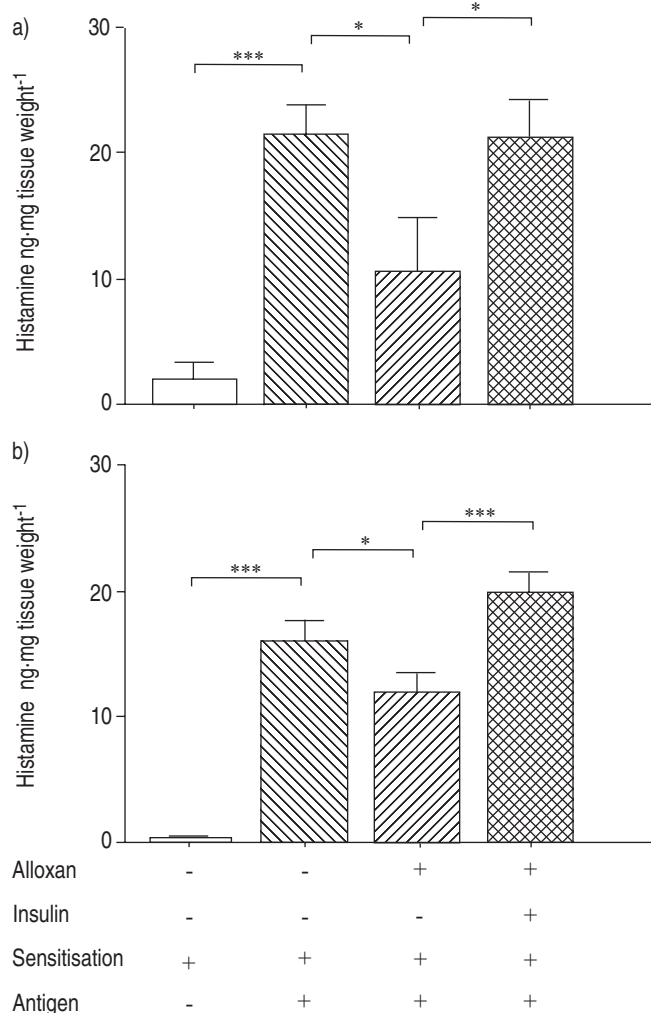 a)
30
20
10
0
Histamine ng·mg tissue weight-1
***
*
*
b)
30
20
10
0
Histamine ng·mg tissue weight-1
***
*
***
Alloxan - - + +
Insulin - - - +
Sensitisation + + + +
Antigen - + + +